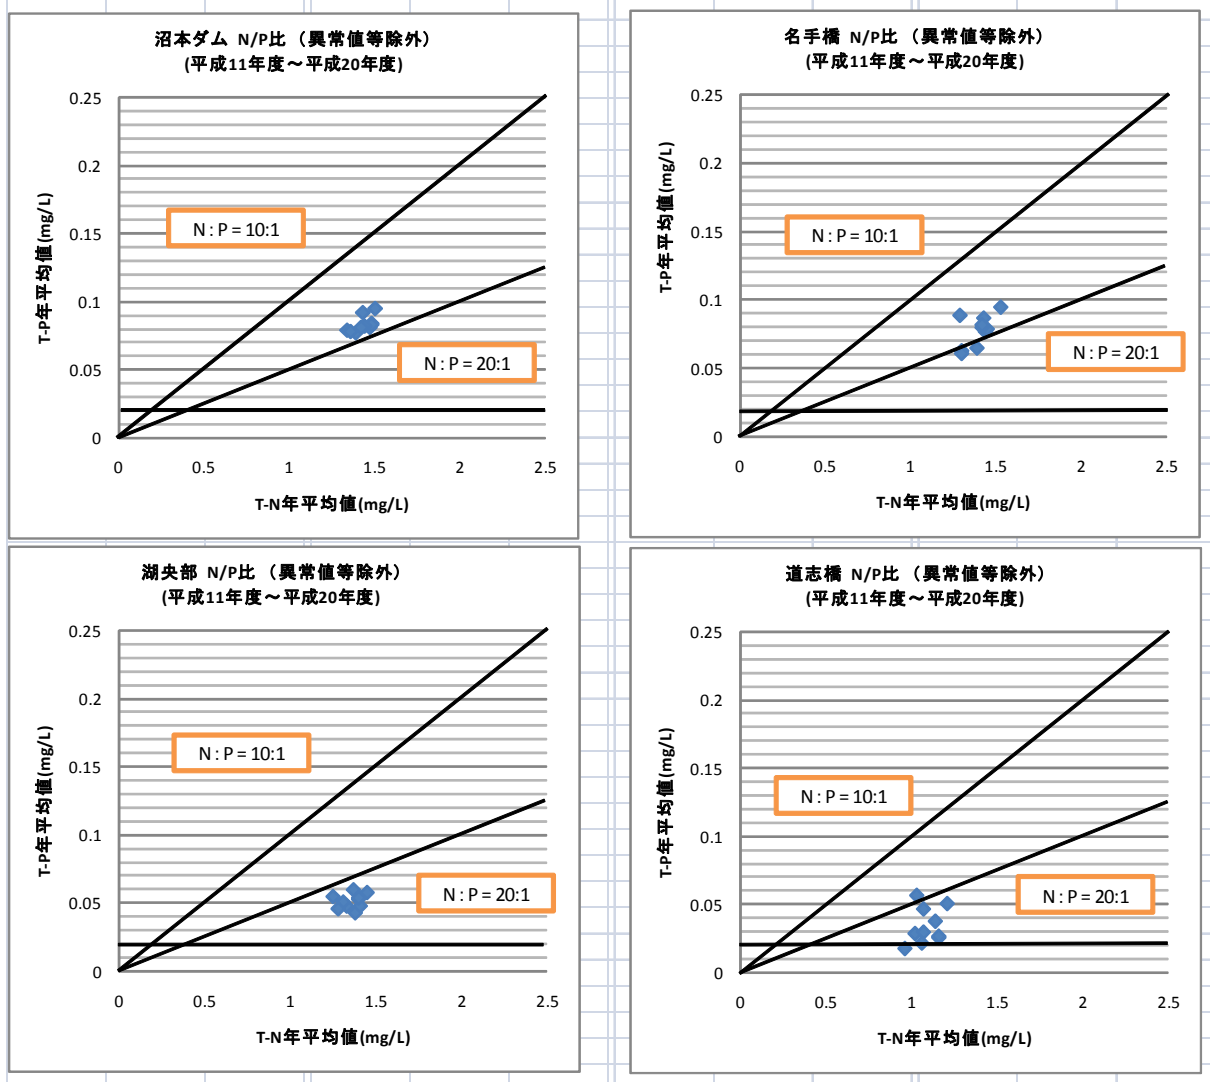 沼本ダム N/P比 （異常値等除外）
(平成11年度～平成20年度)
0.25
0.2
0.15
0.1
0.05
0
T-P年平均値(mg/L)
N : P = 10:1
N : P = 20:1
0 0.5 1 1.5 2 2.5
T-N年平均値(mg/L)
名手橋 N/P比 （異常値等除外）
(平成11年度～平成20年度)
0.25
0.2
0.15
0.1
0.05
0
T-P年平均値(mg/L)
N : P = 10:1
N : P = 20:1
0 0.5 1 1.5 2 2.5
T-N年平均値(mg/L)
湖央部 N/P比 （異常値等除外）
(平成11年度～平成20年度)
0.25
0.2
0.15
0.1
0.05
0
T-P年平均値(mg/L)
N : P = 10:1
N : P = 20:1
0 0.5 1 1.5 2 2.5
T-N年平均値(mg/L)
道志橋 N/P比 （異常値等除外）
(平成11年度～平成20年度)
0.25
0.2
0.15
0.1
0.05
0
T-P年平均値(mg/L)
N : P = 10:1
N : P = 20:1
0 0.5 1 1.5 2 2.5
T-N年平均値(mg/L)